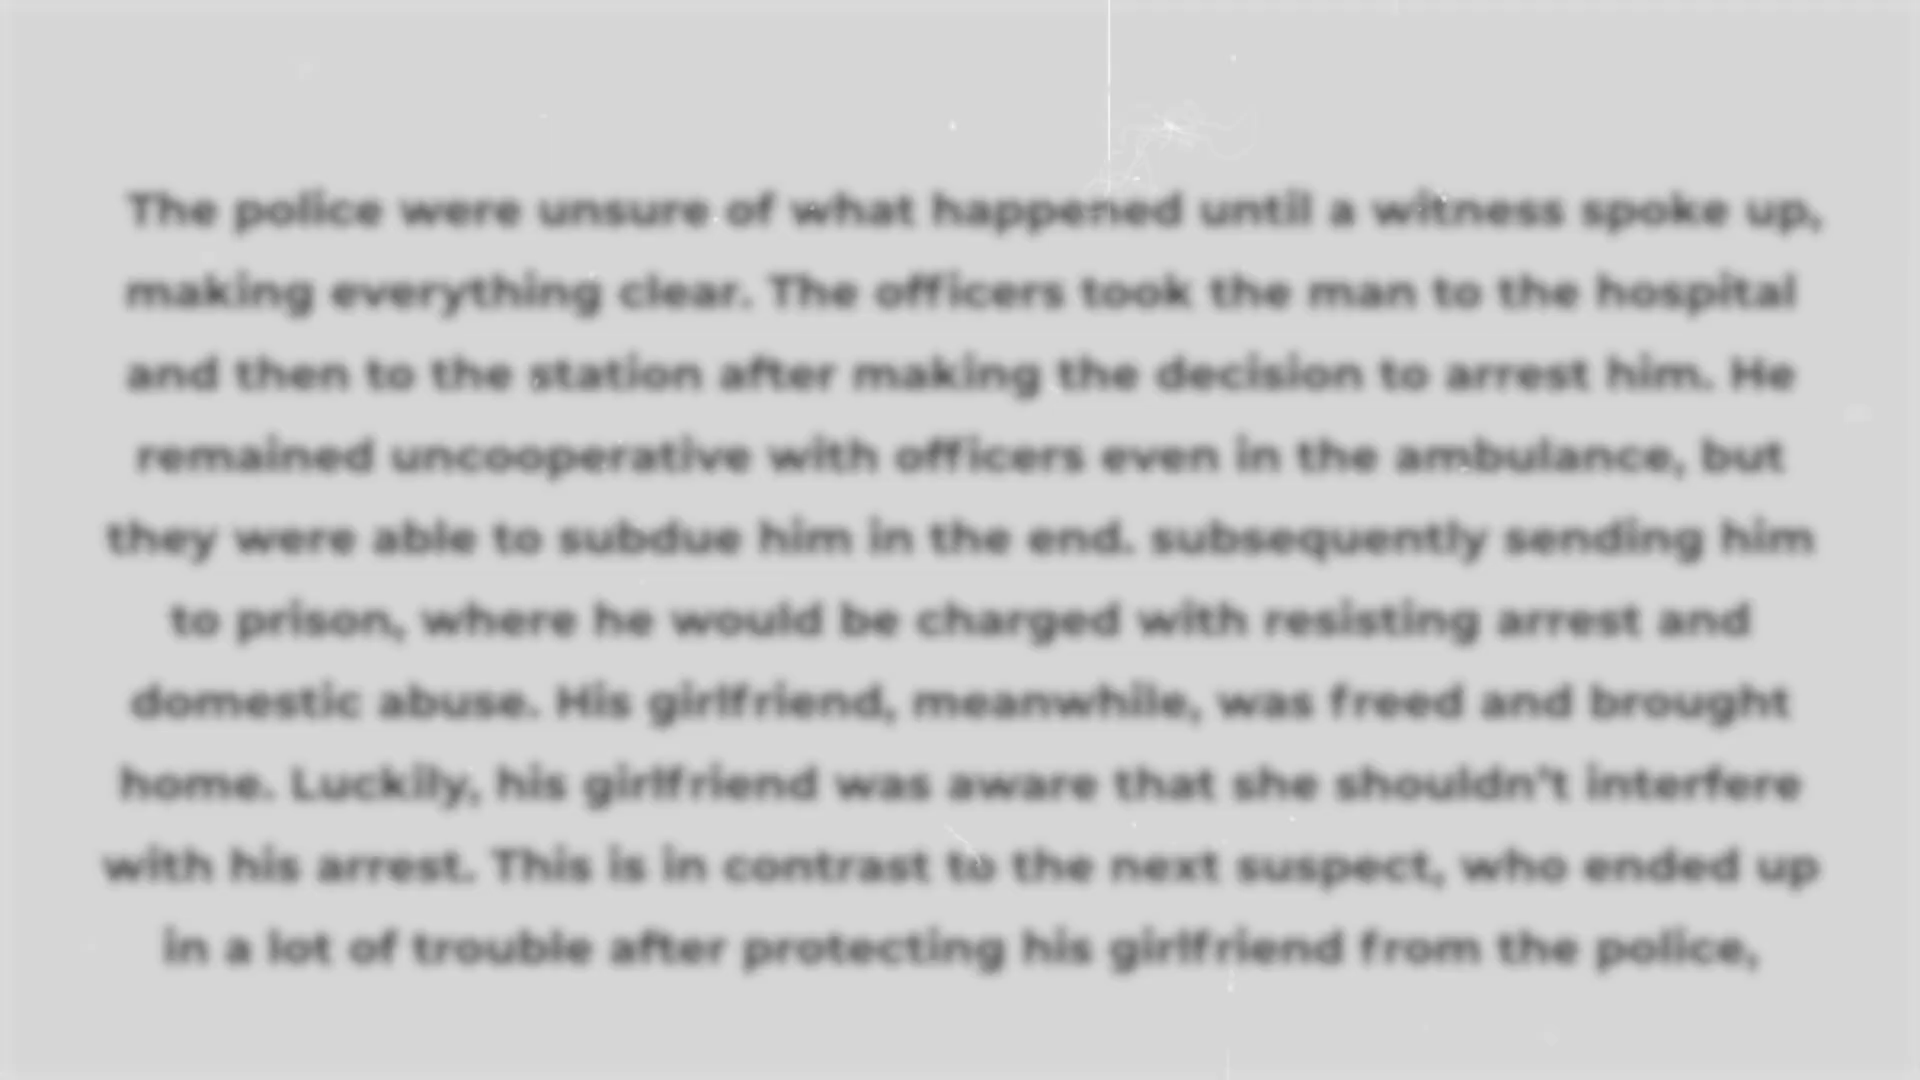 The police were unsure of what happened until a witness spoke up,
making everything clear. The officers took the man to the hospital
and then to the station after making the decision to arrest him. He
remained uncooperative with officers even in the ambulance, but
they were able to subdue him in the end. subsequently sending him
to prison, where he would be charged with resisting arrest and
domestic abuse. His girlfriend, meanwhile, was freed and brought
home. Luckily, his girlfriend was aware that she shouldn't interfere
with his arrest. This is in contrast to the next suspect, who ended up
in a lot of trouble after protecting his girlfriend from the police,